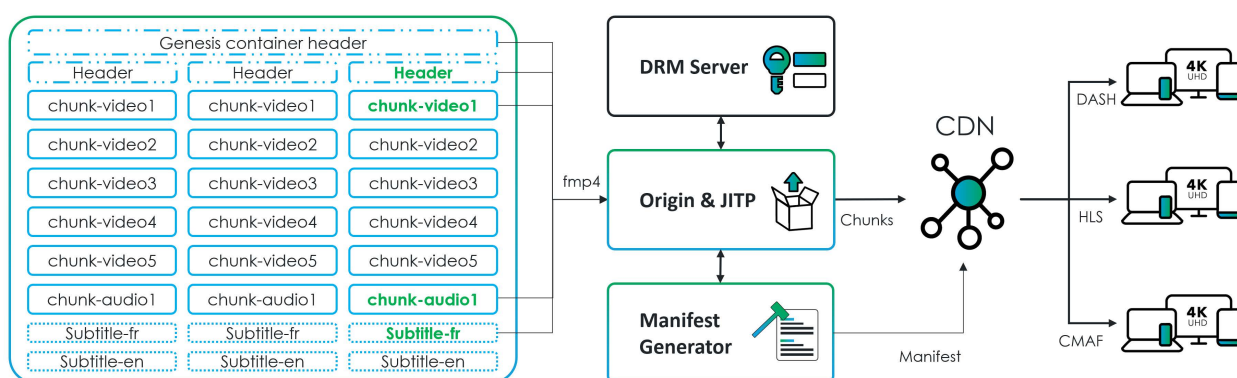 Genesis container header
Header Header Header
chunk-video1 chunk-video1 chunk-video1
chunk-video2 chunk-video2 chunk-video2
chunk-video3 chunk-video3 chunk-video3
chunk-video4 chunk-video4 chunk-video4
chunk-video5 chunk-video5 chunk-video5
chunk-audio1 chunk-audio1 chunk-audio1
Subtitle-fr Subtitle-fr Subtitle-fr
Subtitle-en Subtitle-en Subtitle-en
fmp4
DRM Server
Origin & JITP
Manifest
Generator
Chunks
Manifest
CDN
4K
UHD
DASH
4K
UHD
HLS
4K
UHD
CMAF